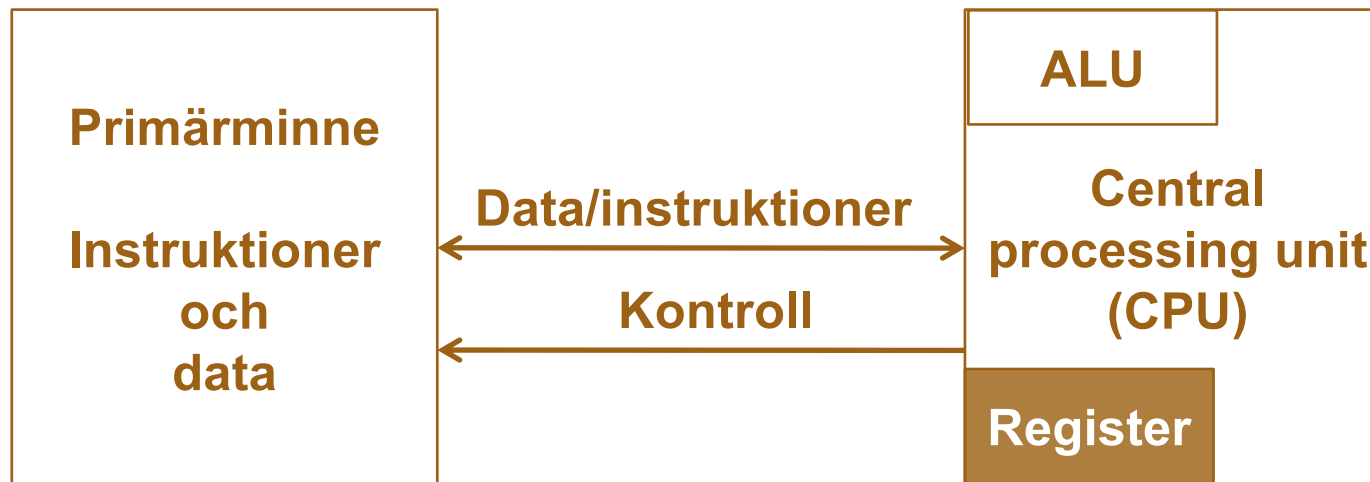 Primärminne
Instruktioner
och
data
Data/instruktioner
Kontroll
ALU
Central
processing unit
(CPU)
Register